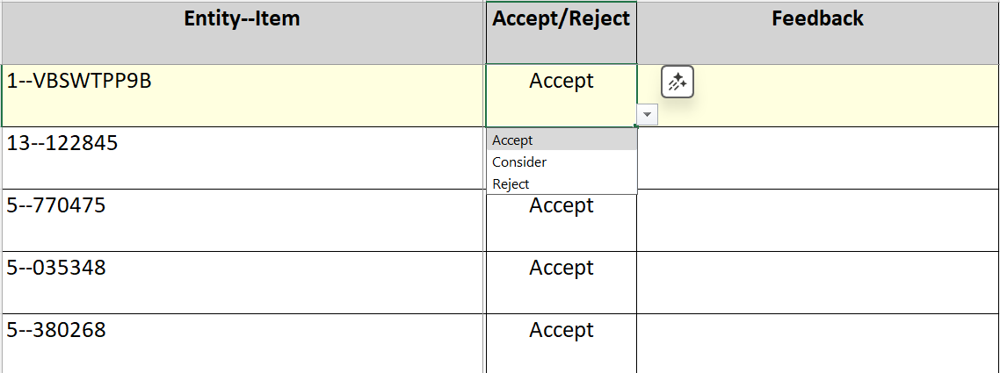 Entity--Item Accept/Reject Feedback
1--VBSWTPP9B Accept
13--122845
Accept
Consider
Reject
5--770475 Accept
5--035348 Accept
5--380268 Accept